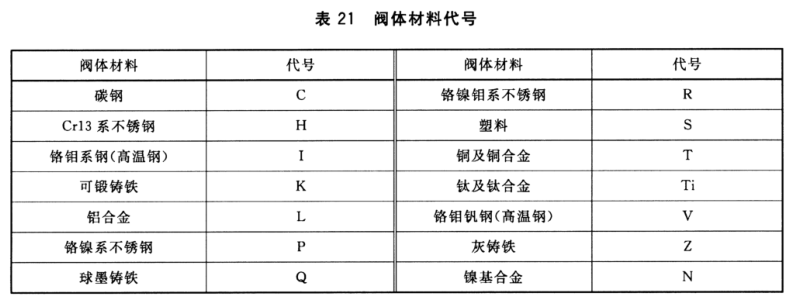 表 21 阀体材料代号
阀体材料 代号 阀体材料 代号
碳钢 C 铬镍钼系不锈钢 R
Cr13 系不锈钢 H 塑料 S
铬钼系钢(高温钢) I 铜及铜合金 T
可锻铸铁 K 钛及钛合金 Ti
铝合金 L 铬钼钒钢(高温钢) V
铬镍系不锈钢 P 灰铸铁 Z
球墨铸铁 Q 镍基合金 N